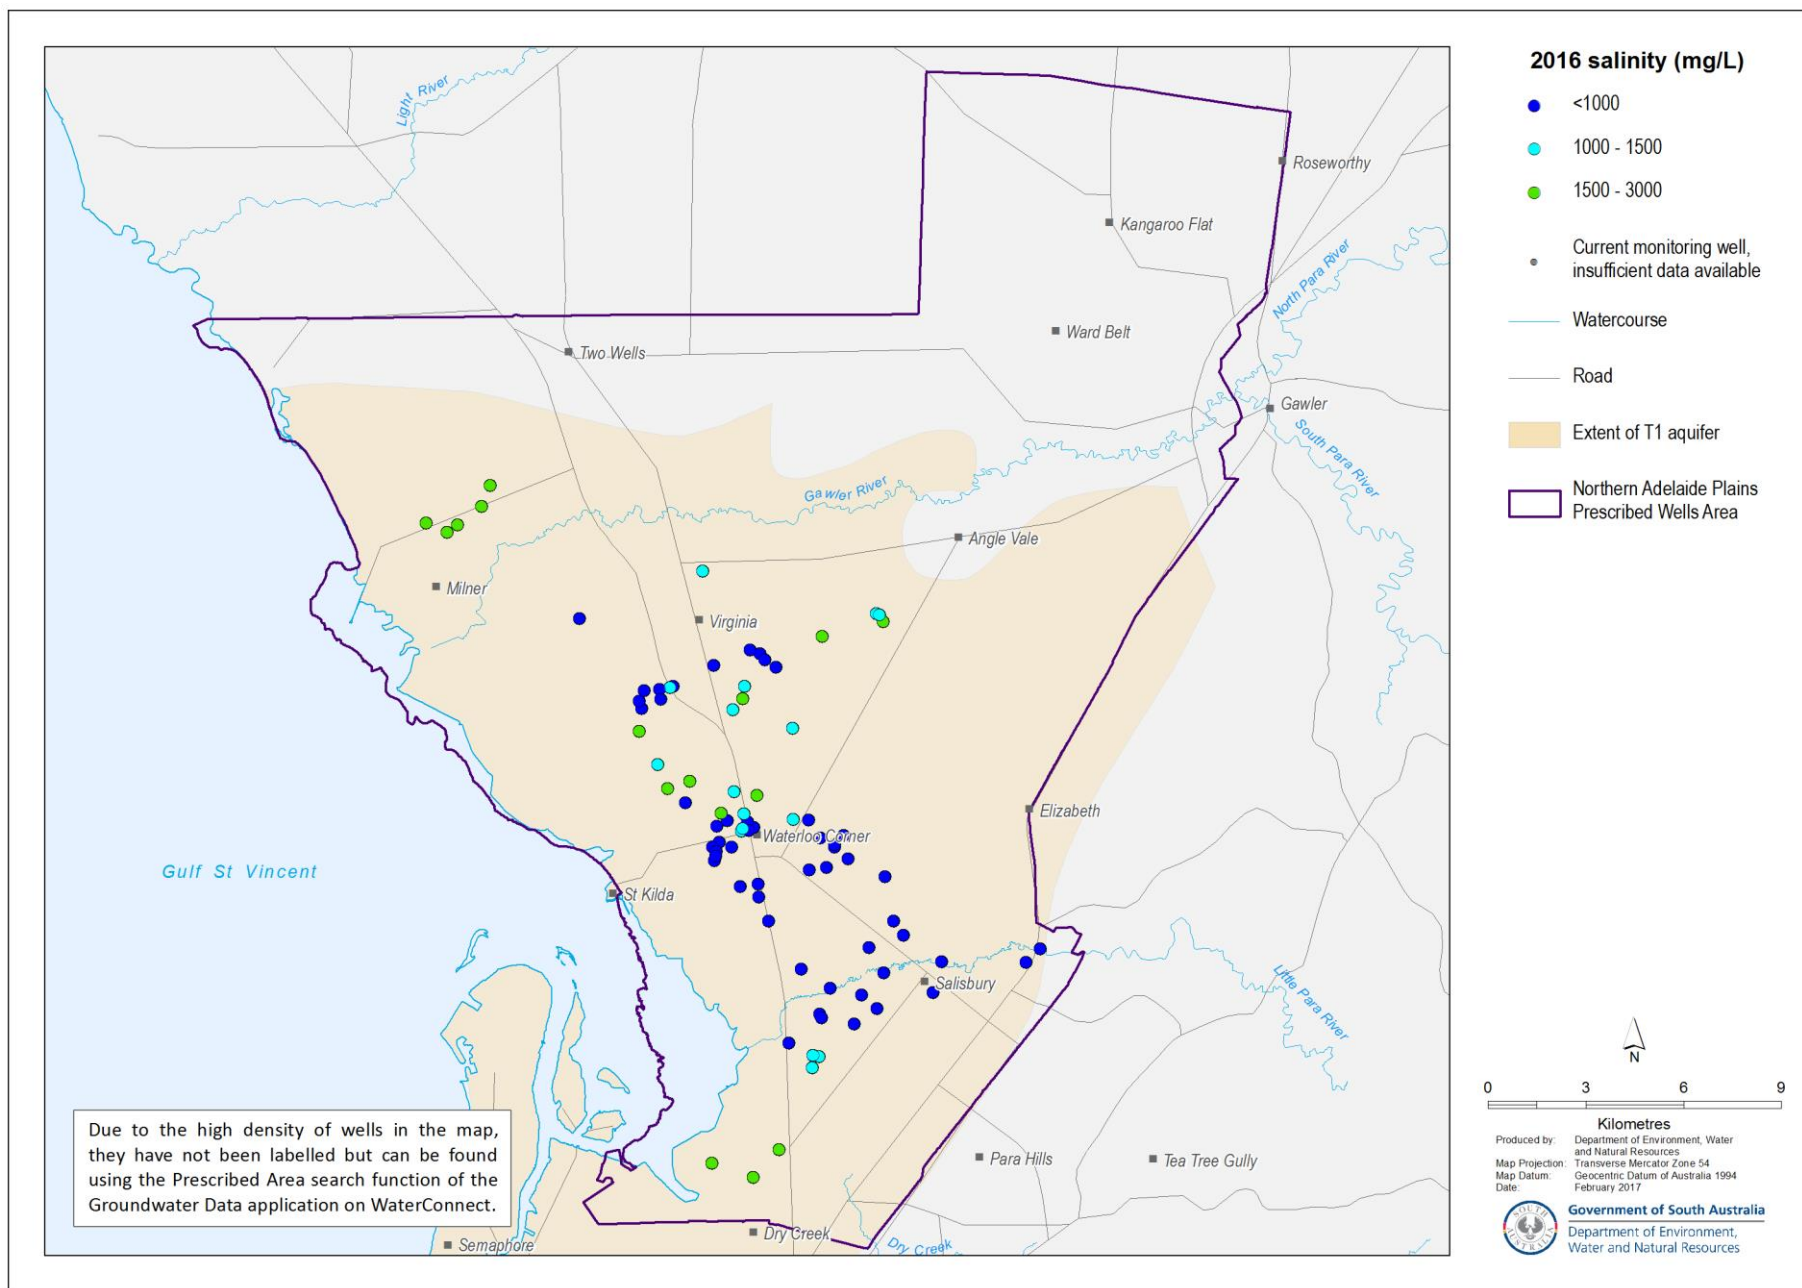 Light River
Roseworthy
Kangaroo Flat
North Para River
Ward Belt
Two Wells
Gawler
South Para River
Gawler River
Angle Vale
Milner
Virginia
Elizabeth
Waterloo Corner
Gulf St Vincent
St Kilda
Salisbury
Little Para River
Para Hills
Tea Tree Gully
Dry Creek
Dry Creek
Semaphore
Due to the high density of wells in the map,
they have not been labelled but can be found
using the Prescribed Area search function of the
Groundwater Data application on WaterConnect.
2016 salinity (mg/L)
<1000
1000 - 1500
1500 - 3000
Current monitoring well,
insufficient data available
Watercourse
Road
Extent of T1 aquifer
Northern Adelaide Plains
Prescribed Wells Area
N
0 3 6 9
Kilometres
Produced by: Department of Environment, Water
and Natural Resources
Map Projection: Transverse Mercator Zone 54
Map Datum: Geocentric Datum of Australia 1994
Date: February 2017
SOUTH AUSTRALIA
Government of South Australia
Department of Environment,
Water and Natural Resources